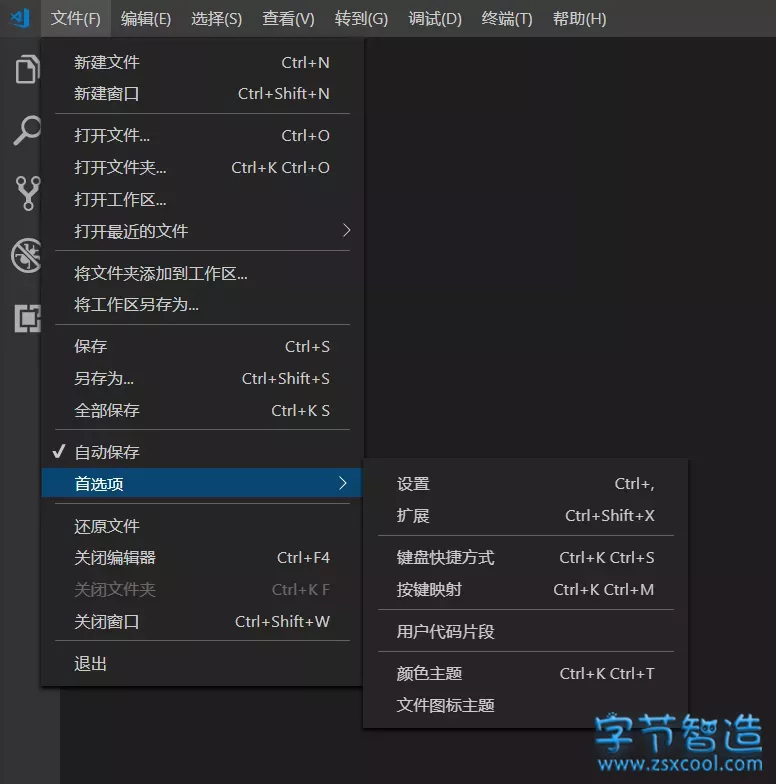 文件(F) 编辑(E) 选择(S) 查看(V) 转到(G) 调试(D) 终端(T) 帮助(H)
新建文件 Ctrl+N
新建窗口 Ctrl+Shift+N
打开文件... Ctrl+O
打开文件夹... Ctrl+K Ctrl+O
打开工作区...
打开最近的文件
将文件夹添加到工作区...
将工作区另存为...
保存 Ctrl+S
另存为... Ctrl+Shift+S
全部保存 Ctrl+K S
自动保存
首选项
还原文件
关闭编辑器 Ctrl+F4
关闭文件夹 Ctrl+K F
关闭窗口 Ctrl+Shift+W
退出
设置 Ctrl+,
扩展 Ctrl+Shift+X
键盘快捷方式 Ctrl+K Ctrl+S
按键映射 Ctrl+K Ctrl+M
用户代码片段
颜色主题 Ctrl+K Ctrl+T
文件图标主题
字节智造
www.zsxcool.com